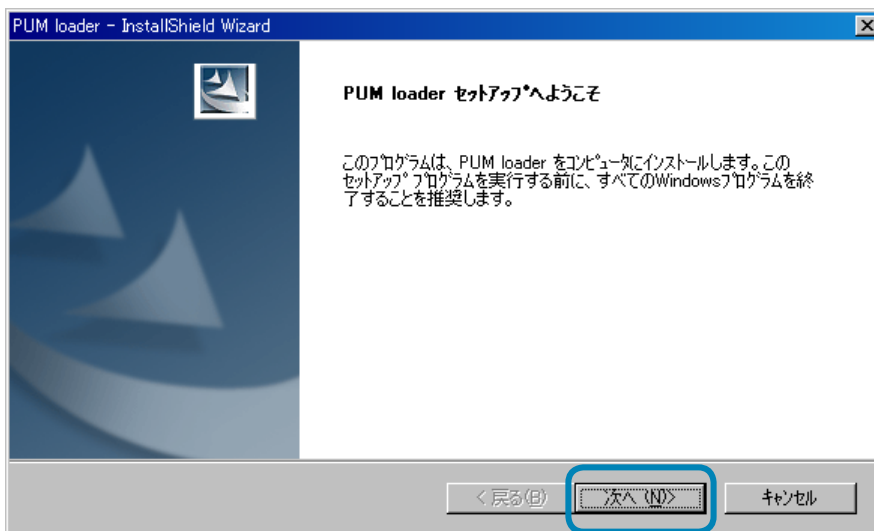 PUM loader - InstallShield Wizard
PUM loader ｾｯﾄｱｯﾌﾟへようこそ
このﾌﾟﾛｸﾞﾗﾑは、PUM loader をｺﾝﾋﾟｭｰﾀにｲﾝｽﾄｰﾙします。この
ｾｯﾄｱｯﾌﾟ ﾌﾟﾛｸﾞﾗﾑを実行する前に、すべてのWindowsﾌﾟﾛｸﾞﾗﾑを終
了することを推奨します。
< 戻る(B)
次へ (N)>
ｷｬﾝｾﾙ